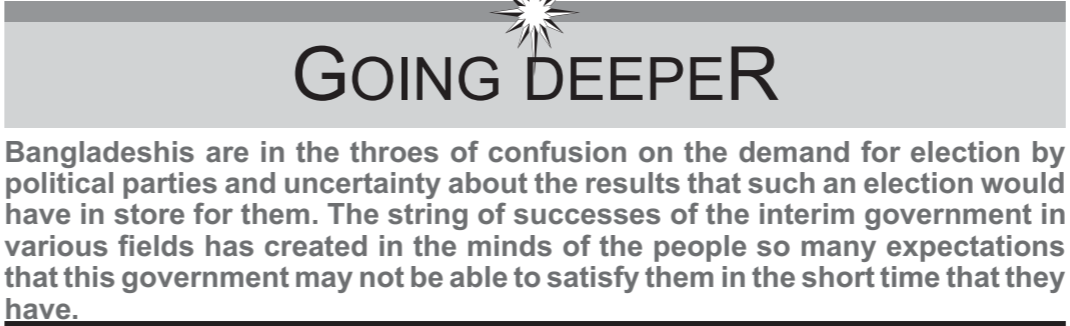 GOING DEEPER
Bangladeshis are in the throes of confusion on the demand for election by
political parties and uncertainty about the results that such an election would
have in store for them. The string of successes of the interim government in
various fields has created in the minds of the people so many expectations
that this government may not be able to satisfy them in the short time that they
have.